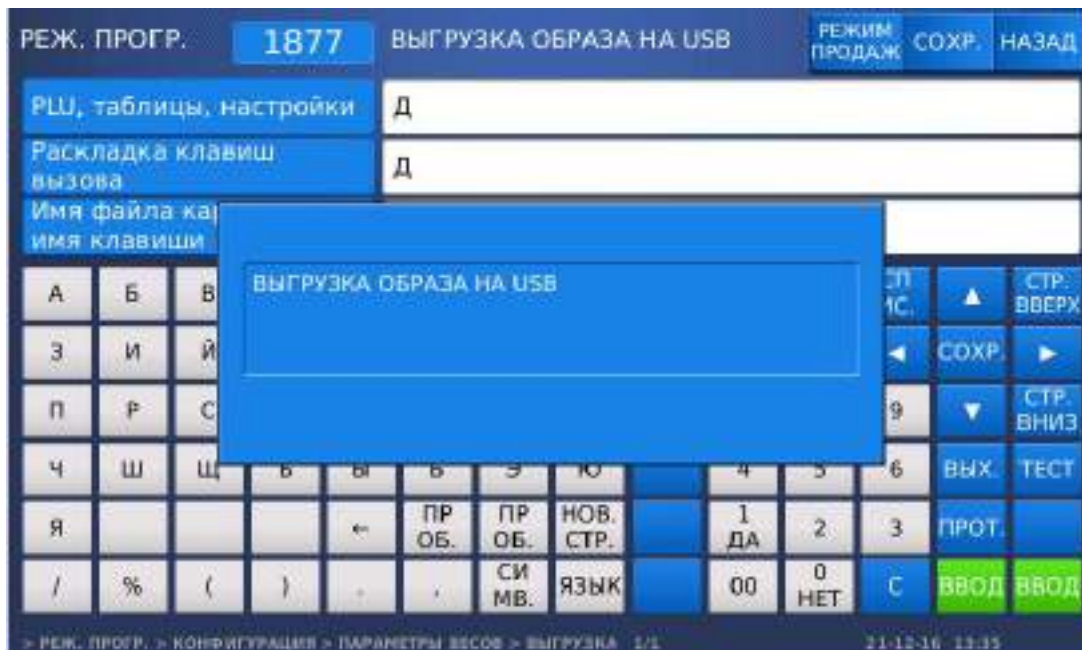 РЕЖ. ПРОГР. 1877 ВЫГРУЗКА ОБРАЗА НА USB РЕЖИМ ПРОДАЖ СОХР. НАЗАД
PLU, таблицы, настройки Д
Раскладка клавиш вызова Д
Имя файла
имя клавиши
ВЫГРУЗКА ОБРАЗА НА USB
А Б В ▲ СТР. ВВЕРХ
З И Й ◄ СОХР. ►
П Р С 9 ▼ СТР. ВНИЗ
Ч Ш Щ Ъ Ы Ь Э Ю 4 5 6 ВЫХ. ТЕСТ
Я ← ПР ОБ. ПР ОБ. НОВ. СТР. 1 ДА 2 3 ПРОТ.
/ % ( ) . , СИ МВ. ЯЗЫК 00 0 НЕТ С ВВОД ВВОД
> РЕЖ. ПРОГР. > КОНФИГУРАЦИЯ > ПАРАМЕТРЫ ВЕСОВ > ВЫГРУЗКА 1/1 21-12-16 13:35